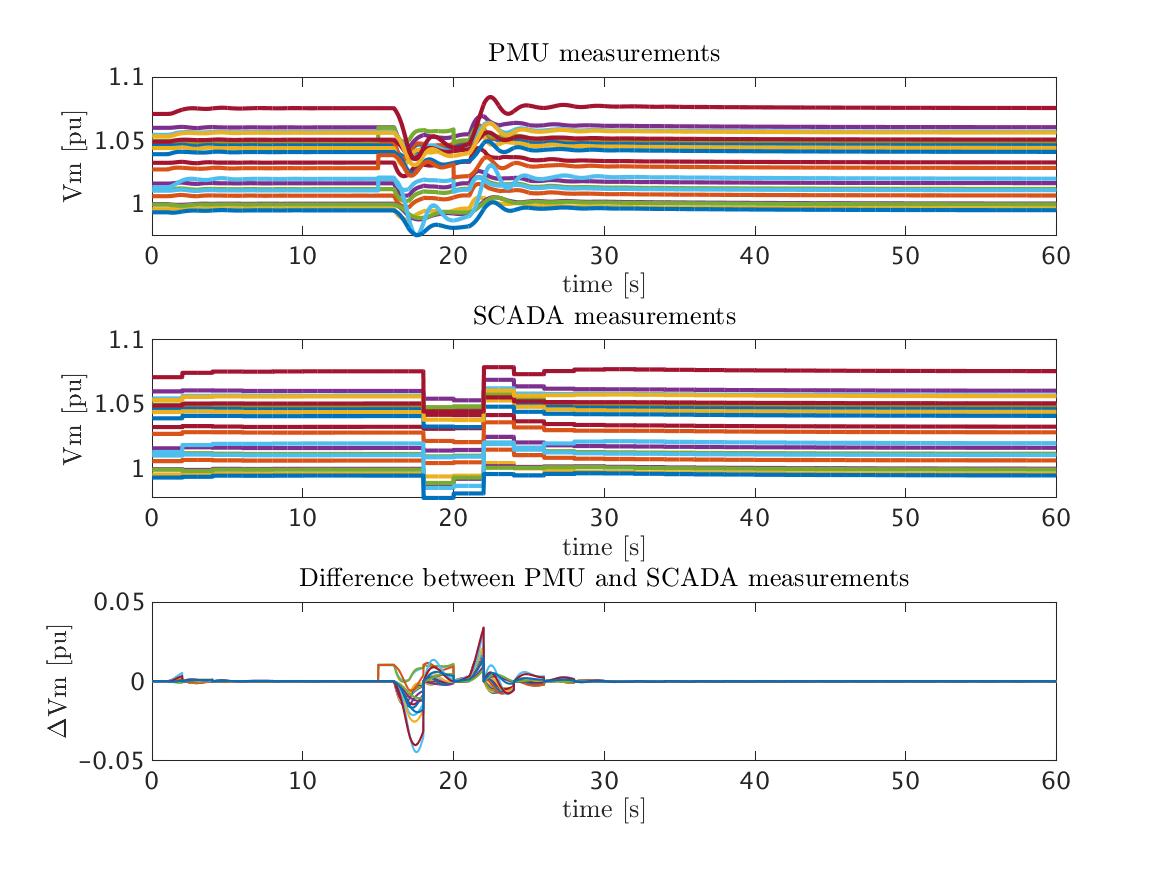 PMU measurements
1.1
1.05
1
Vm [pu]
0 10 20 30 40 50 60
time [s]
SCADA measurements
1.1
1.05
1
Vm [pu]
0 10 20 30 40 50 60
time [s]
Difference between PMU and SCADA measurements
0.05
0
-0.05
ΔVm [pu]
0 10 20 30 40 50 60
time [s]